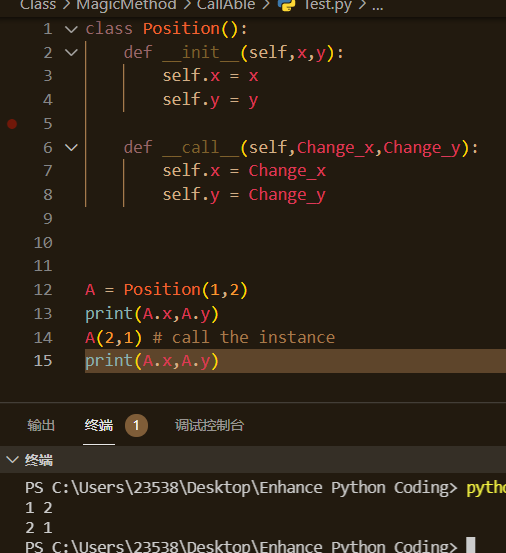 Class > MagicMethod > CallAble > Test.py > ...
1 class Position():
2 def __init__(self,x,y):
3 self.x = x
4 self.y = y
5
6 def __call__(self,Change_x,Change_y):
7 self.x = Change_x
8 self.y = Change_y
9
10
11
12 A = Position(1,2)
13 print(A.x,A.y)
14 A(2,1) # call the instance
15 print(A.x,A.y)
输出 终端 1 调试控制台
终端
PS C:\Users\23538\Desktop\Enhance Python Coding> pytho
1 2
2 1
PS C:\Users\23538\Desktop\Enhance Python Coding>